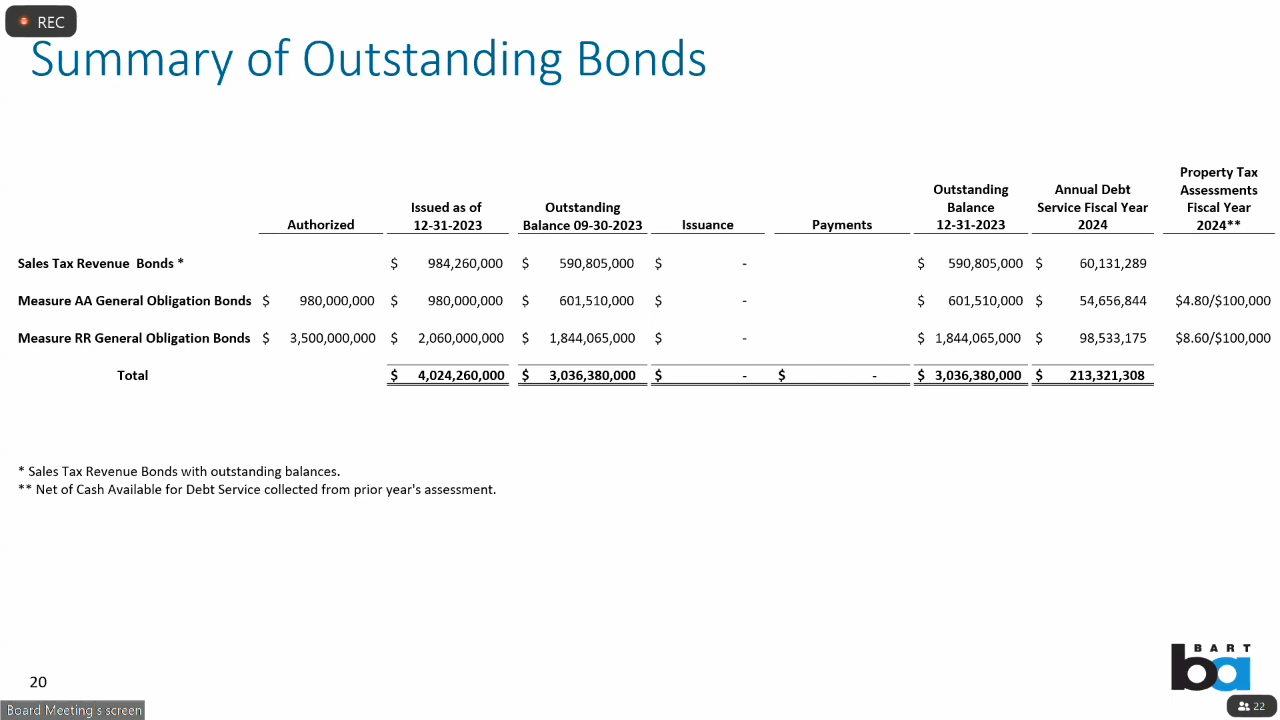 REC
Summary of Outstanding Bonds
Property Tax
Outstanding Annual Debt Assessments
Issued as of Outstanding Balance Service Fiscal Year Fiscal Year
Authorized 12-31-2023 Balance 09-30-2023 Issuance Payments 12-31-2023 2024 2024**
Sales Tax Revenue Bonds * $ 984,260,000 $ 590,805,000 $ - $ 590,805,000 $ 60,131,289
Measure AA General Obligation Bonds $ 980,000,000 $ 980,000,000 $ 601,510,000 $ - $ 601,510,000 $ 54,656,844 $4.80/$100,000
Measure RR General Obligation Bonds $ 3,500,000,000 $ 2,060,000,000 $ 1,844,065,000 $ - $ 1,844,065,000 $ 98,533,175 $8.60/$100,000
Total $ 4,024,260,000 $ 3,036,380,000 $ - $ - $ 3,036,380,000 $ 213,321,308
* Sales Tax Revenue Bonds with outstanding balances.
** Net of Cash Available for Debt Service collected from prior year's assessment.
BART
ba
20
Board Meeting s screen
22